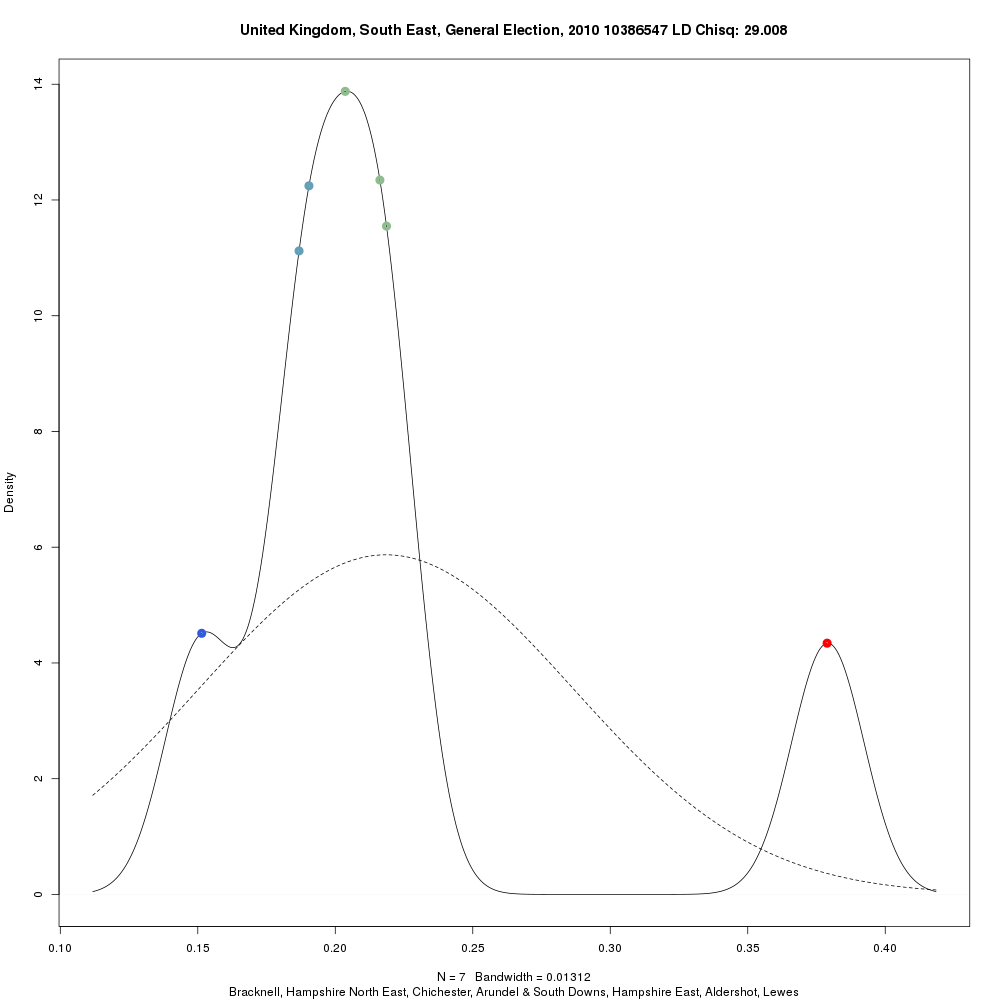 United Kingdom, South East, General Election, 2010 10386547 LD Chisq: 29.008
14
12
10
8
6
4
2
0
Density
0.10 0.15 0.20 0.25 0.30 0.35 0.40
N = 7 Bandwidth = 0.01312
Bracknell, Hampshire North East, Chichester, Arundel & South Downs, Hampshire East, Aldershot, Lewes